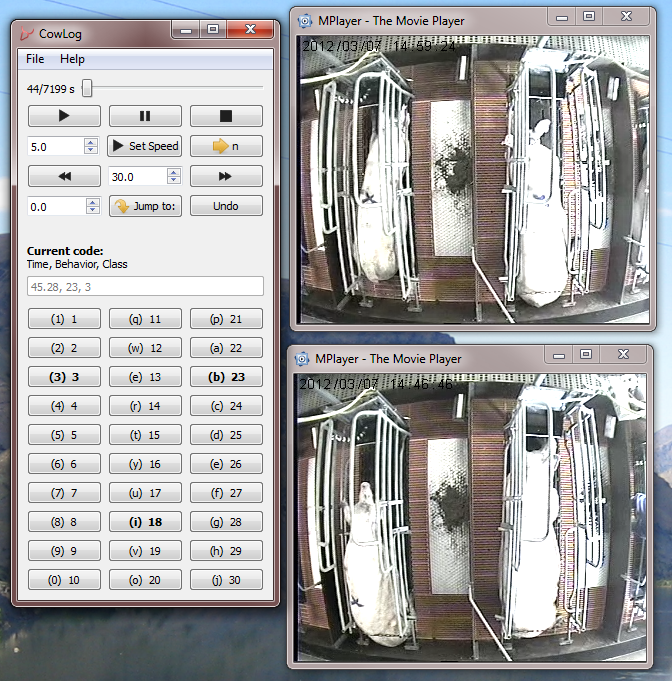 CowLog
File Help
44/7199 s
5.0 Set Speed n
30.0
0.0 Jump to: Undo
Current code:
Time, Behavior, Class
45.28, 23, 3
(1) 1 (q) 11 (p) 21
(2) 2 (w) 12 (a) 22
(3) 3 (e) 13 (b) 23
(4) 4 (r) 14 (c) 24
(5) 5 (t) 15 (d) 25
(6) 6 (y) 16 (e) 26
(7) 7 (u) 17 (f) 27
(8) 8 (i) 18 (g) 28
(9) 9 (v) 19 (h) 29
(0) 10 (o) 20 (j) 30
MPlayer - The Movie Player
2012/03/07 14:59:24
MPlayer - The Movie Player
2012/03/07 14:46:46